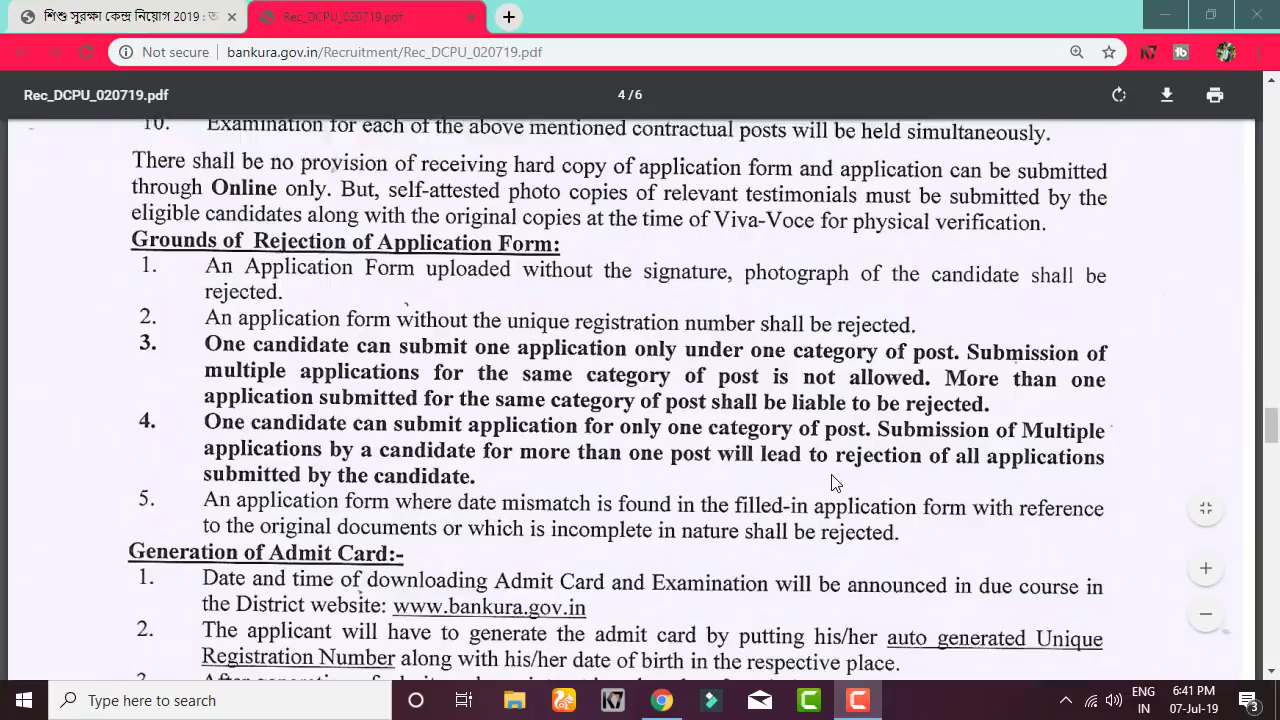 শিশু সুরক্ষা কেন্দ্র নিয়োগ 2019 :
Rec_DCPU_020719.pdf
Not secure
bankura.gov.in/Recruitment/Rec_DCPU_020719.pdf
Rec_DCPU_020719.pdf
4 / 6
10. Examination for each of the above mentioned contractual posts will be held simultaneously.
There shall be no provision of receiving hard copy of application form and application can be submitted
through Online only. But, self-attested photo copies of relevant testimonials must be submitted by the
eligible candidates along with the original copies at the time of Viva-Voce for physical verification.
Grounds of Rejection of Application Form:
1. An Application Form uploaded without the signature, photograph of the candidate shall be
rejected.
2. An application form without the unique registration number shall be rejected.
3. One candidate can submit one application only under one category of post. Submission of
multiple applications for the same category of post is not allowed. More than one
application submitted for the same category of post shall be liable to be rejected.
4. One candidate can submit application for only one category of post. Submission of Multiple
applications by a candidate for more than one post will lead to rejection of all applications
submitted by the candidate.
5. An application form where date mismatch is found in the filled-in application form with reference
to the original documents or which is incomplete in nature shall be rejected.
Generation of Admit Card:-
1. Date and time of downloading Admit Card and Examination will be announced in due course in
the District website: www.bankura.gov.in
2. The applicant will have to generate the admit card by putting his/her auto generated Unique
Registration Number along with his/her date of birth in the respective place.
Type here to search
ENG
IN
6:41 PM
07-Jul-19
3